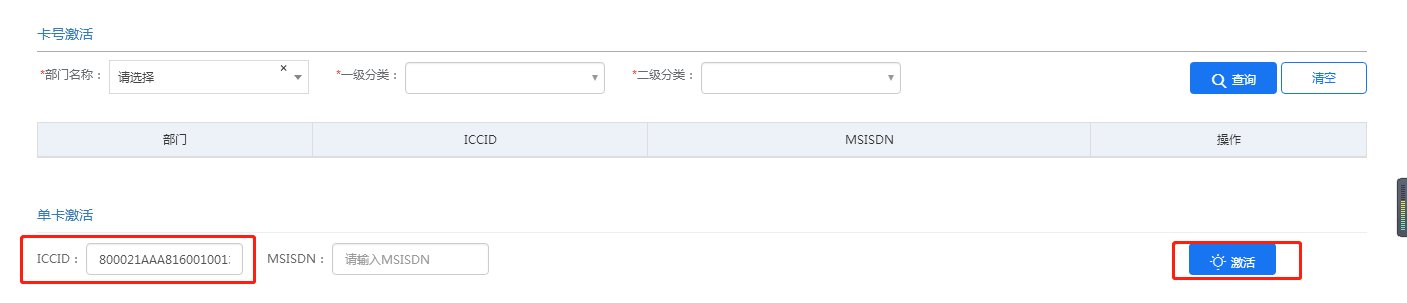 卡号激活
*部门名称： 请选择 × *一级分类： *二级分类： 查询 清空
部门 ICCID MSISDN 操作
单卡激活
ICCID： 800021AAA816001001 MSISDN： 请输入MSISDN 激活